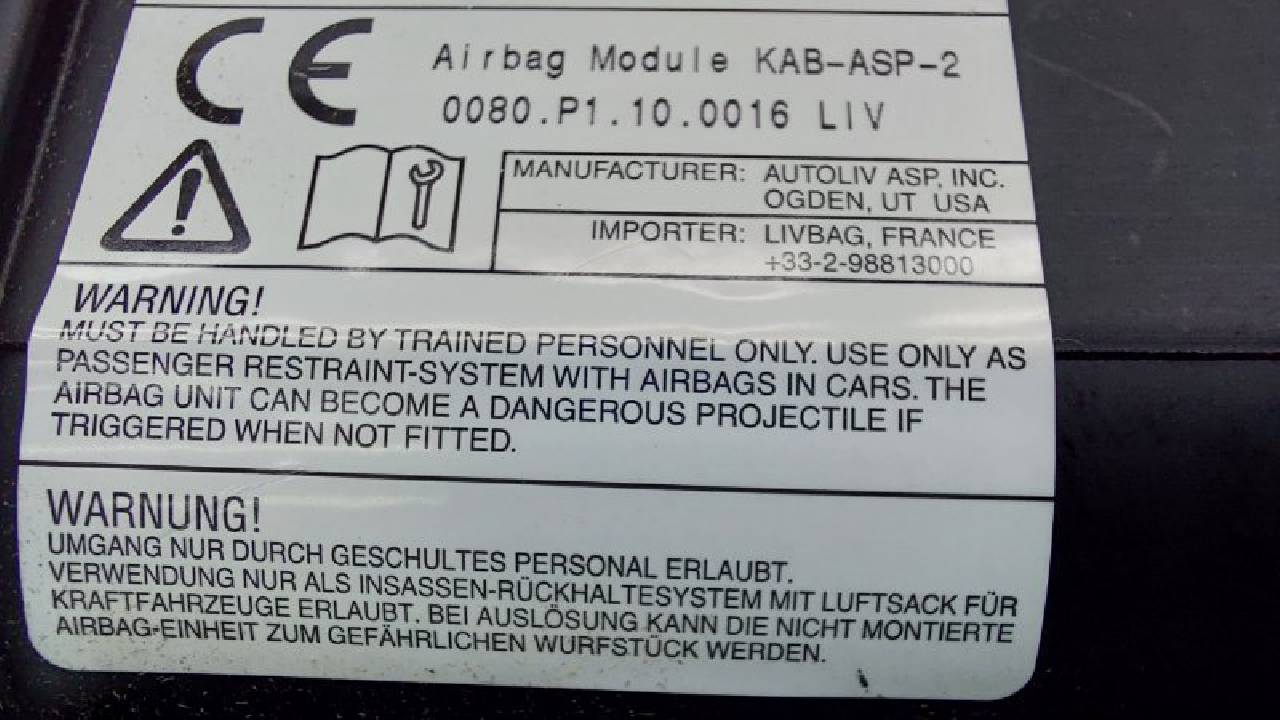 CE
Airbag Module KAB-ASP-2
0080.P1.10.0016 LIV
MANUFACTURER: AUTOLIV ASP, INC.
OGDEN, UT USA
IMPORTER: LIVBAG, FRANCE
+33-2-98813000
WARNING!
MUST BE HANDLED BY TRAINED PERSONNEL ONLY. USE ONLY AS
PASSENGER RESTRAINT-SYSTEM WITH AIRBAGS IN CARS. THE
AIRBAG UNIT CAN BECOME A DANGEROUS PROJECTILE IF
TRIGGERED WHEN NOT FITTED.
WARNUNG!
UMGANG NUR DURCH GESCHULTES PERSONAL ERLAUBT.
VERWENDUNG NUR ALS INSASSEN-RÜCKHALTESYSTEM MIT LUFTSACK FÜR
KRAFTFAHRZEUGE ERLAUBT. BEI AUSLÖSUNG KANN DIE NICHT MONTIERTE
AIRBAG-EINHEIT ZUM GEFÄHRLICHEN WURFSTÜCK WERDEN.